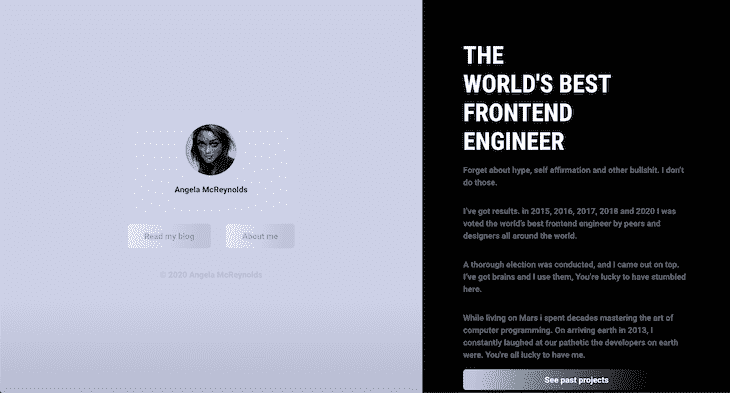 Angela McReynolds
Read my blog
About me
© 2020 Angela McReynolds
THE
WORLD'S BEST
FRONTEND
ENGINEER
Forget about hype, self affirmation and other bullshit. I don't
do those.
I've got results. in 2015, 2016, 2017, 2018 and 2020 I was
voted the world's best frontend engineer by peers and
designers all around the world.
A thorough election was conducted, and I came out on top.
I've got brains and I use them, You're lucky to have stumbled
here.
While living on Mars i spent decades mastering the art of
computer programming. On arriving earth in 2013, I
constantly laughed at our pathetic the developers on earth
were. You're all lucky to have me.
See past projects